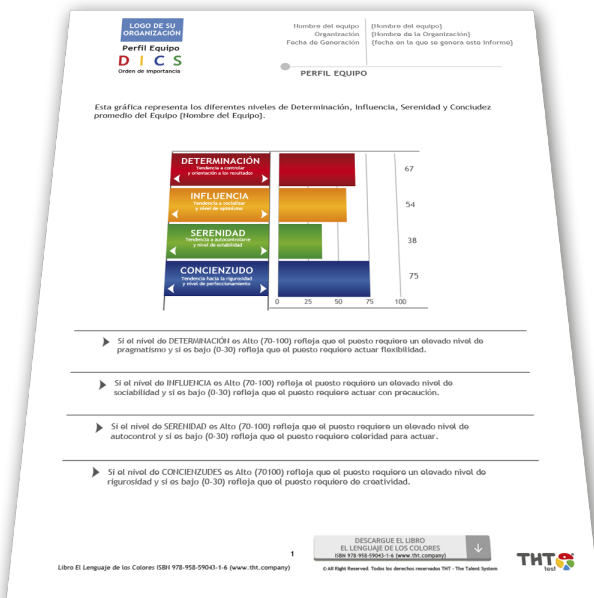 LOGO DE SU
ORGANIZACIÓN
Perfil Equipo
D I C S
Orden de importancia
Nombre del equipo [Nombre del equipo]
Organización [Nombre de la Organización]
Fecha de Generación [fecha en la que se genera este informe]
PERFIL EQUIPO
Esta gráfica representa los diferentes niveles de Determinación, Influencia, Serenidad y Conciudez
promedio del Equipo [Nombre del Equipo].
DETERMINACIÓN
Tendencia a controlar
y orientación a los resultados
67
INFLUENCIA
Tendencia a socializar
y nivel de optimismo
54
SERENIDAD
Tendencia a autocontrolarse
y nivel de estabilidad
38
CONCIENZUDO
Tendencia hacia la rigurosidad
y nivel de perfeccionamiento
75
0 25 50 75 100
Si el nivel de DETERMINACIÓN es Alto (70-100) refleja que el puesto requiere un elevado nivel de
pragmatismo y si es bajo (0-30) refleja que el puesto requiere actuar flexibilidad.
Si el nivel de INFLUENCIA es Alto (70-100) refleja el puesto requiere un elevado nivel de
sociabilidad y si es bajo (0-30) refleja que el puesto requiere actuar con precaución.
Si el nivel de SERENIDAD es Alto (70-100) refleja que el puesto requiere un elevado nivel de
autocontrol y si es bajo (0-30) refleja que el puesto requiere celeridad para actuar.
Si el nivel de CONCIENZUDES es Alto (70100) refleja que el puesto requiere un elevado nivel de
rigurosidad y si es bajo (0-30) refleja que el puesto requiere de creatividad.
1
DESCARGUE EL LIBRO
EL LENGUAJE DE LOS COLORES
ISBN 978-958-59043-1-6 (www.tht.company)
Libro El Lenguaje de los Colores ISBN 978-958-59043-1-6 (www.tht.company)
© All Right Reserved. Todos los derechos reservados THT - The Talent System
THT
test